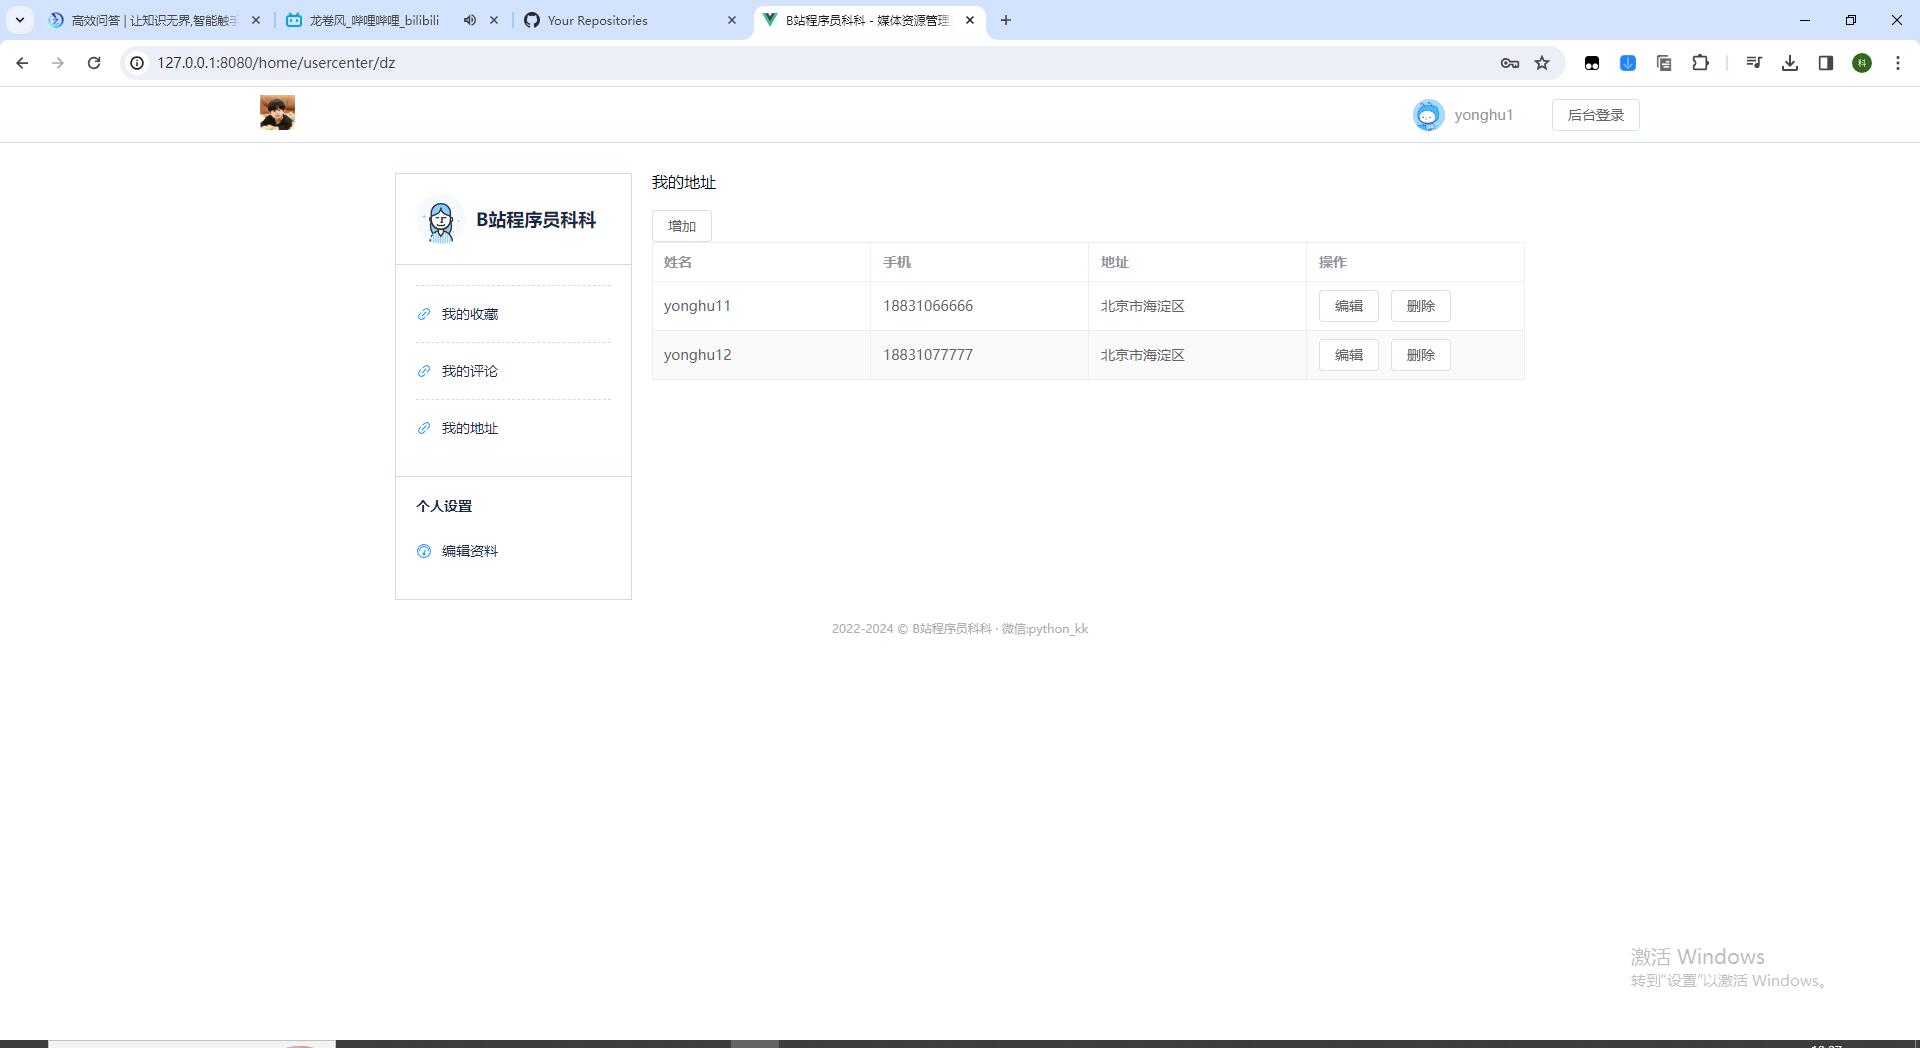 高效问答 | 让知识无界,智能触手
龙卷风_哔哩哔哩_bilibili
Your Repositories
B站程序员科科 - 媒体资源管理
127.0.0.1:8080/home/usercenter/dz
科
yonghu1
后台登录
B站程序员科科
我的收藏
我的评论
我的地址
个人设置
编辑资料
我的地址
增加
姓名 手机 地址 操作
yonghu11 18831066666 北京市海淀区 编辑 删除
yonghu12 18831077777 北京市海淀区 编辑 删除
2022-2024 © B站程序员科科 · 微信:python_kk
激活 Windows
转到"设置"以激活 Windows。